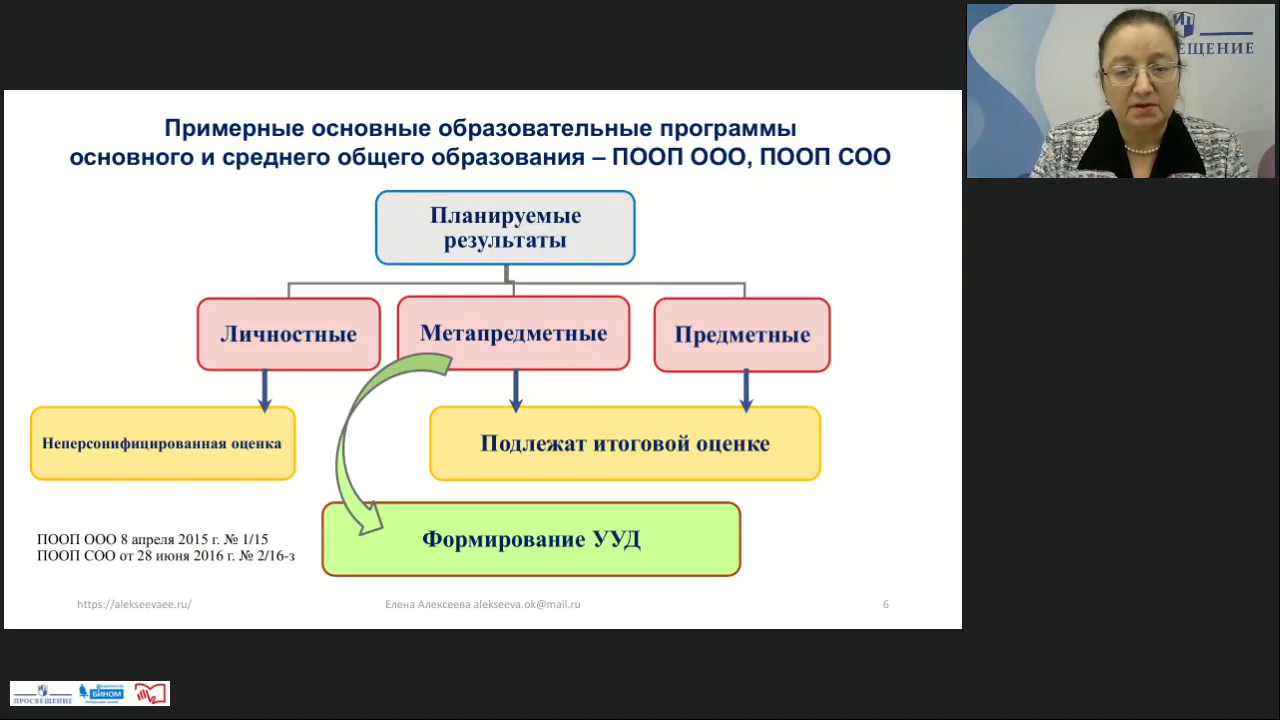 ЕЩЕНИЕ
Примерные основные образовательные программы
основного и среднего общего образования – ПООП ООО, ПООП СОО
Планируемые
результаты
Личностные
Метапредметные
Предметные
Неперсонифицированная оценка
Подлежат итоговой оценке
Формирование УУД
ПООП ООО 8 апреля 2015 г. № 1/15
ПООП СОО от 28 июня 2016 г. № 2/16-з
https://alekseevaee.ru/
Елена Алексеева alekseeva.ok@mail.ru
6
ПРОСВЕЩЕНИЕ
БИНОМ